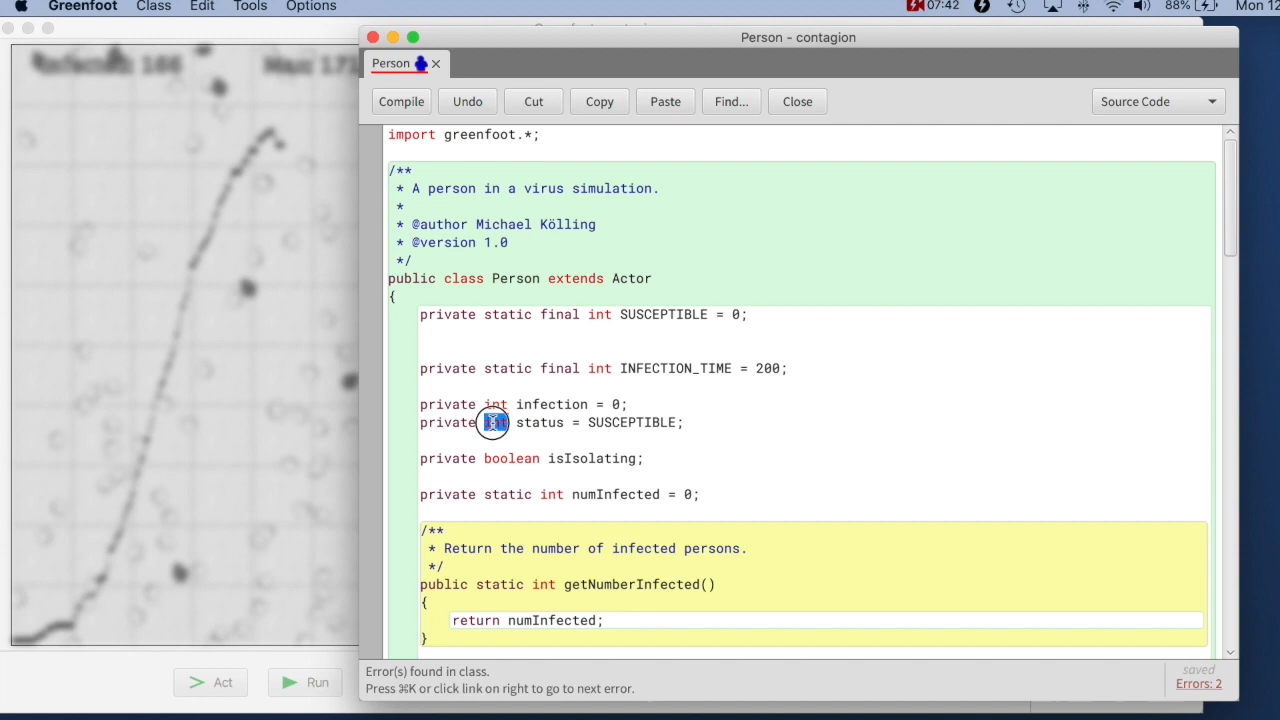 Greenfoot Class Edit Tools Options 07:42 88% Mon 12
Person - contagion
Person
Compile Undo Cut Copy Paste Find... Close Source Code
import greenfoot.*;
/**
* A person in a virus simulation.
*
* @author Michael Kölling
* @version 1.0
*/
public class Person extends Actor
{
private static final int SUSCEPTIBLE = 0;
private static final int INFECTION_TIME = 200;
private int infection = 0;
private int status = SUSCEPTIBLE;
private boolean isIsolating;
private static int numInfected = 0;
/**
* Return the number of infected persons.
*/
public static int getNumberInfected()
{
return numInfected;
}
Error(s) found in class.
Press ⌘K or click link on right to go to next error.
saved
Errors: 2
Act Run